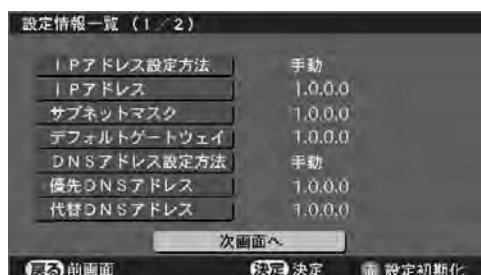 設定情報一覧 (1/2)
IPアドレス設定方法 手動
IPアドレス 1.0.0.0
サブネットマスク 1.0.0.0
デフォルトゲートウェイ 1.0.0.0
DNSアドレス設定方法 手動
優先DNSアドレス 1.0.0.0
代替DNSアドレス 1.0.0.0
次画面へ
戻る 前画面 決定 決定 青 設定初期化